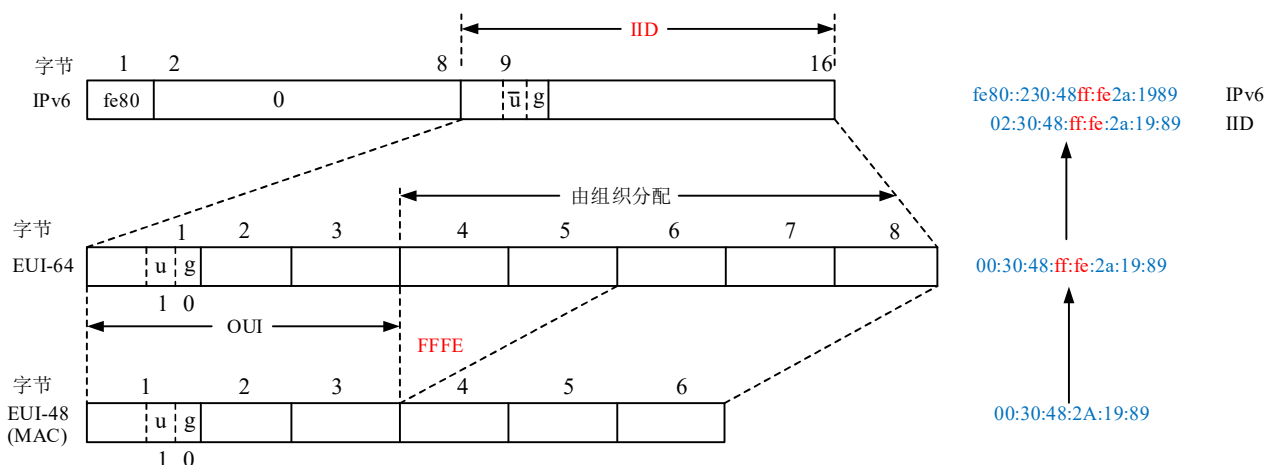 IID
字节 1 2 8 9 16
IPv6 fe80 0 u̅ g
fe80::230:48ff:fe2a:1989 IPv6
02:30:48:ff:fe:2a:19:89 IID
由组织分配
字节 1 2 3 4 5 6 7 8
EUI-64 u g
00:30:48:ff:fe:2a:19:89
1 0
OUI
FFFE
字节 1 2 3 4 5 6
EUI-48
(MAC) u g
00:30:48:2A:19:89
1 0